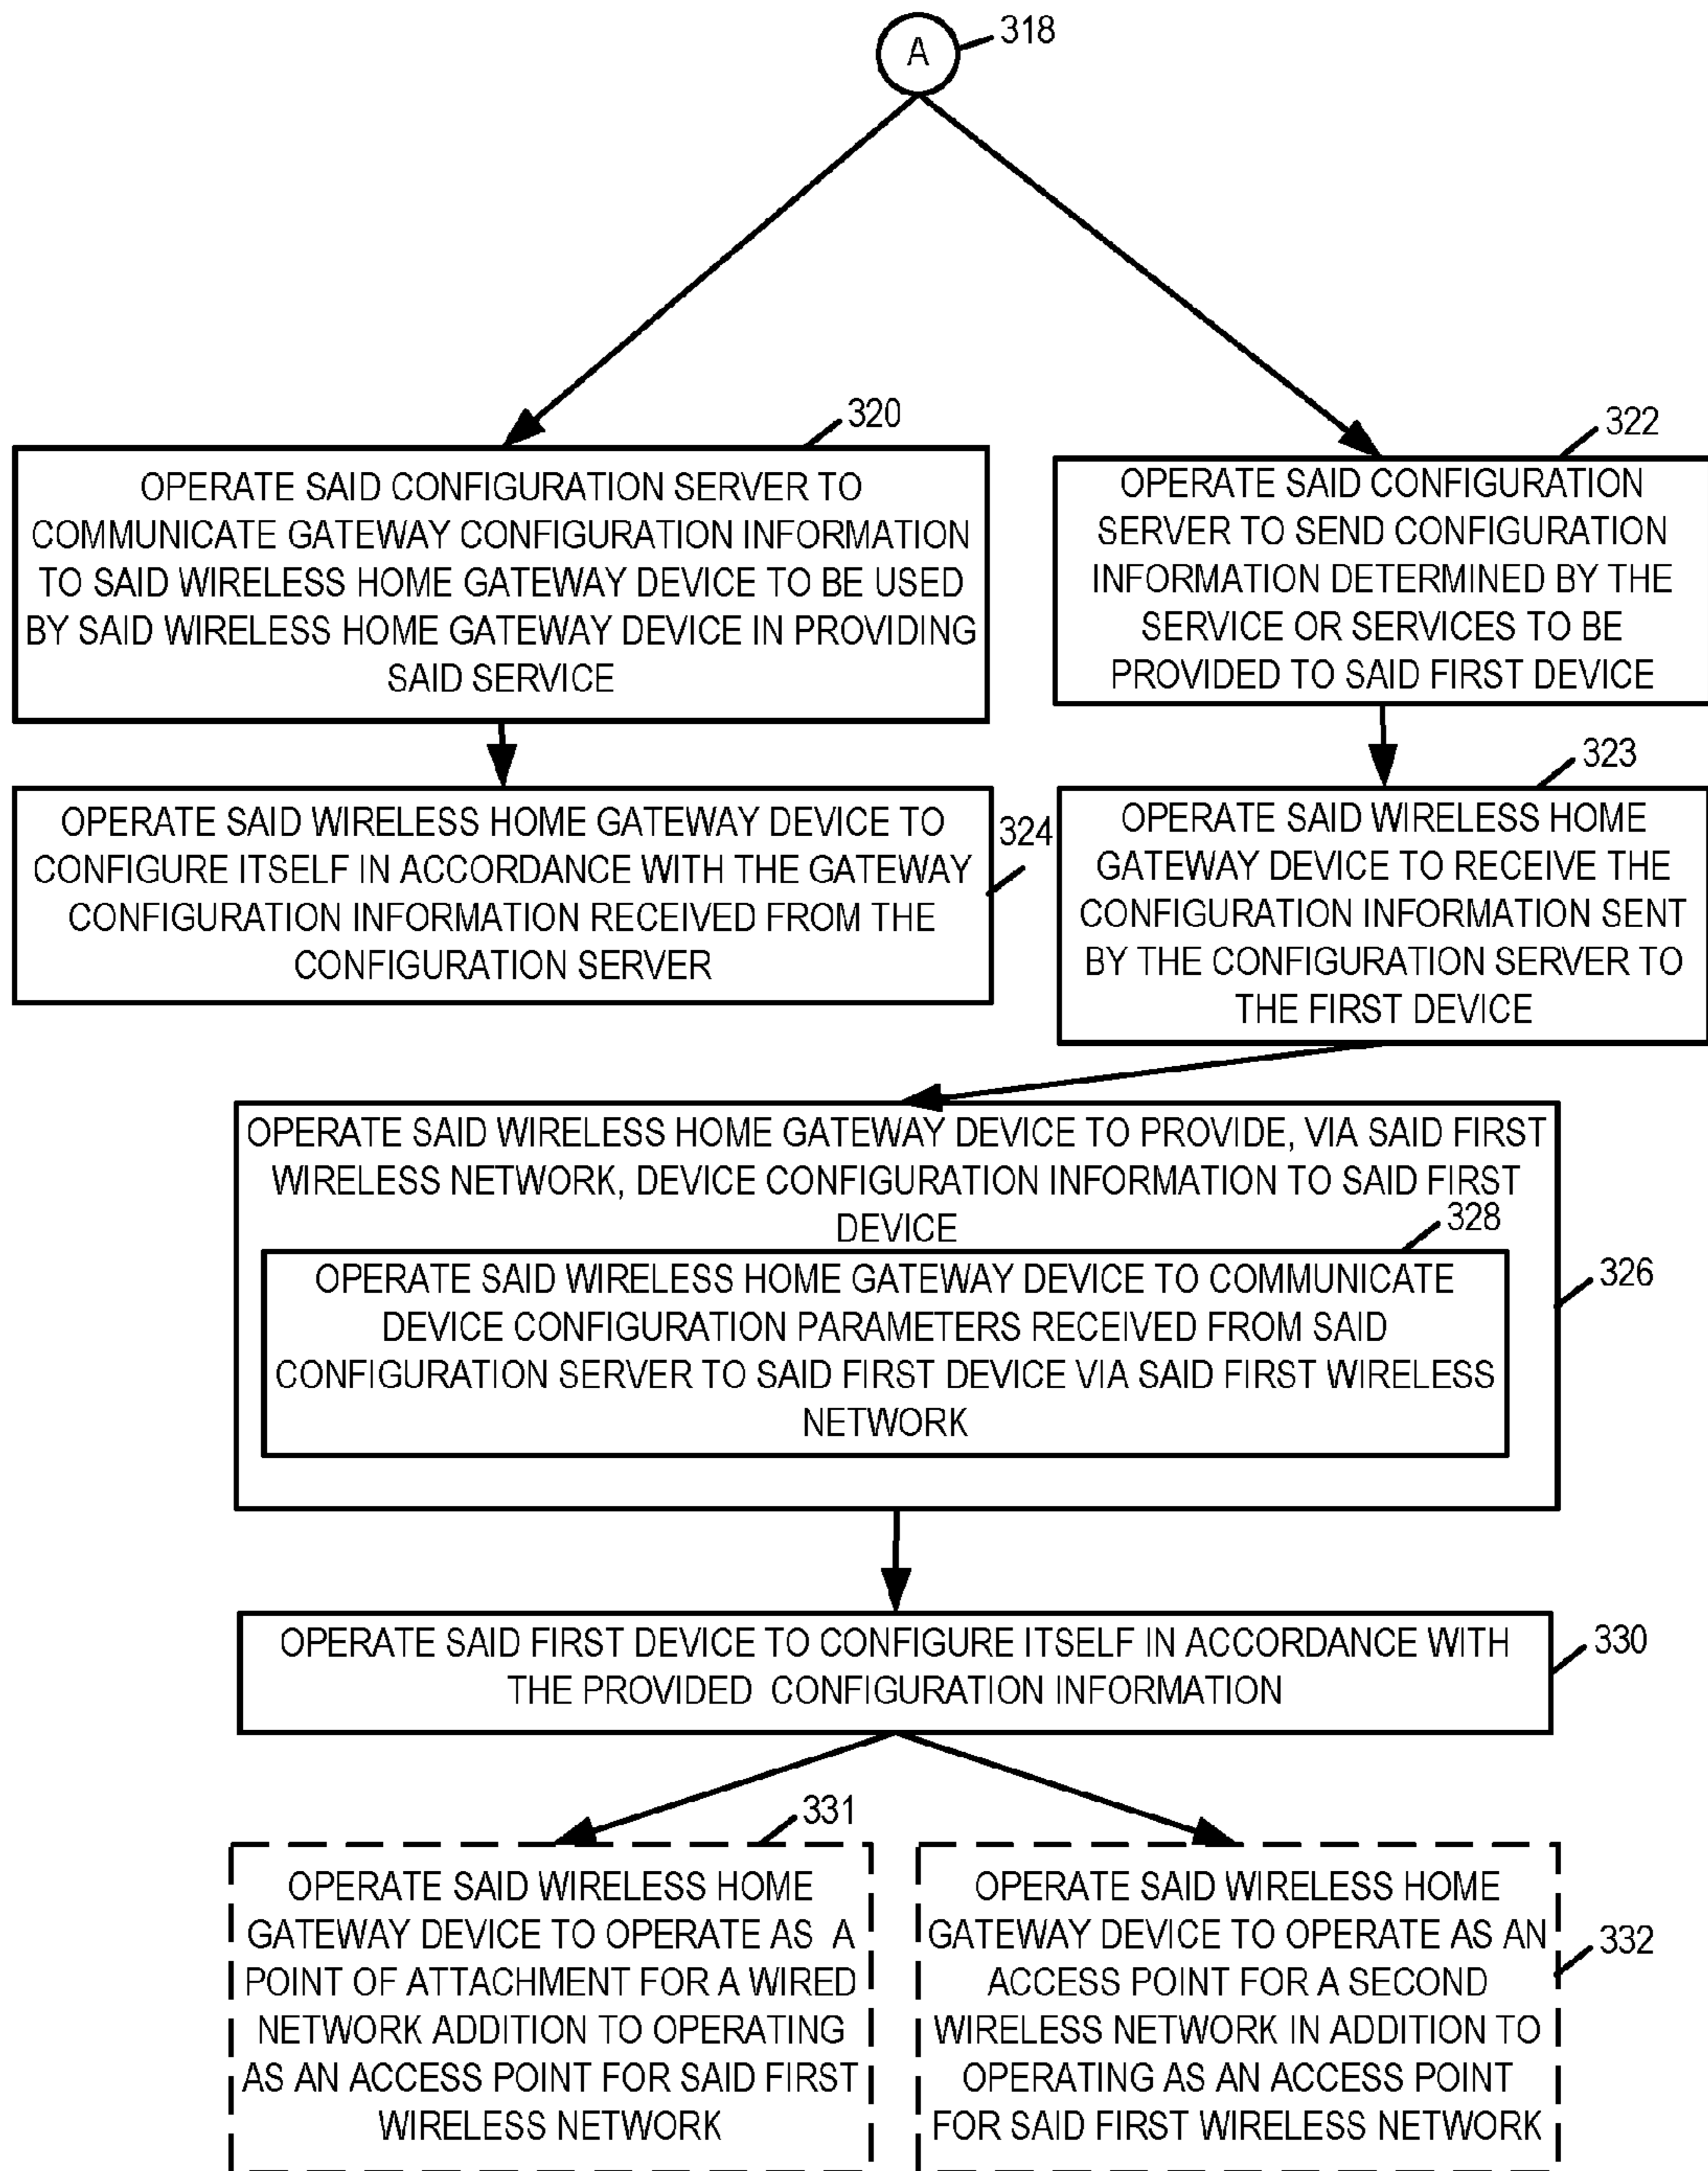 A
318
320
OPERATE SAID CONFIGURATION SERVER TO
COMMUNICATE GATEWAY CONFIGURATION INFORMATION
TO SAID WIRELESS HOME GATEWAY DEVICE TO BE USED
BY SAID WIRELESS HOME GATEWAY DEVICE IN PROVIDING
SAID SERVICE
322
OPERATE SAID CONFIGURATION
SERVER TO SEND CONFIGURATION
INFORMATION DETERMINED BY THE
SERVICE OR SERVICES TO BE
PROVIDED TO SAID FIRST DEVICE
324
OPERATE SAID WIRELESS HOME GATEWAY DEVICE TO
CONFIGURE ITSELF IN ACCORDANCE WITH THE GATEWAY
CONFIGURATION INFORMATION RECEIVED FROM THE
CONFIGURATION SERVER
323
OPERATE SAID WIRELESS HOME
GATEWAY DEVICE TO RECEIVE THE
CONFIGURATION INFORMATION SENT
BY THE CONFIGURATION SERVER TO
THE FIRST DEVICE
OPERATE SAID WIRELESS HOME GATEWAY DEVICE TO PROVIDE, VIA SAID FIRST
WIRELESS NETWORK, DEVICE CONFIGURATION INFORMATION TO SAID FIRST
DEVICE
328
OPERATE SAID WIRELESS HOME GATEWAY DEVICE TO COMMUNICATE
DEVICE CONFIGURATION PARAMETERS RECEIVED FROM SAID
CONFIGURATION SERVER TO SAID FIRST DEVICE VIA SAID FIRST WIRELESS
NETWORK
326
OPERATE SAID FIRST DEVICE TO CONFIGURE ITSELF IN ACCORDANCE WITH
THE PROVIDED CONFIGURATION INFORMATION
330
331
OPERATE SAID WIRELESS HOME
GATEWAY DEVICE TO OPERATE AS A
POINT OF ATTACHMENT FOR A WIRED
NETWORK ADDITION TO OPERATING
AS AN ACCESS POINT FOR SAID FIRST
WIRELESS NETWORK
OPERATE SAID WIRELESS HOME
GATEWAY DEVICE TO OPERATE AS AN
ACCESS POINT FOR A SECOND
WIRELESS NETWORK IN ADDITION TO
OPERATING AS AN ACCESS POINT
FOR SAID FIRST WIRELESS NETWORK
332